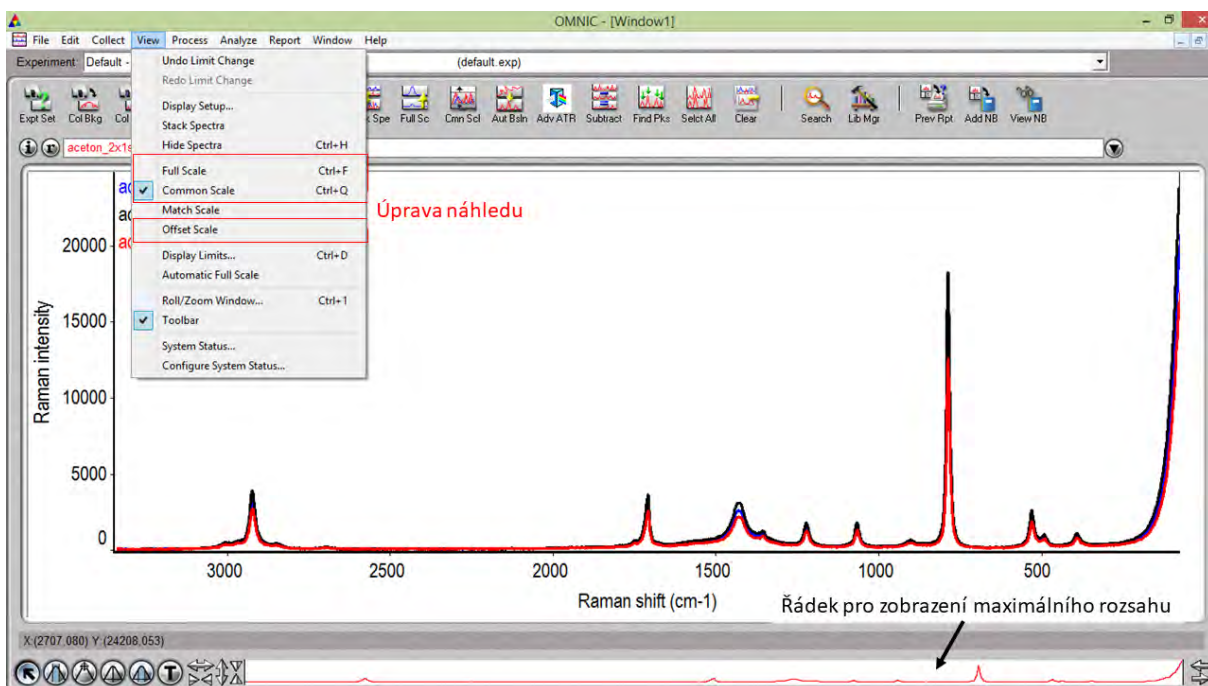 OMNIC - [Window1]
File Edit Collect View Process Analyze Report Window Help
Experiment: Default - (default.exp)
Expt Set Col Bkg Col Spe Full Sc Cmn Scl Aut Bsln Adv ATR Subtract Find Pks Selct All Clear Search Lib Mgr Prev Rpt Add NB View NB
aceton_2x1s
Undo Limit Change
Redo Limit Change
Display Setup...
Stack Spectra
Hide Spectra Ctrl+H
Full Scale Ctrl+F
Common Scale Ctrl+Q
Match Scale
Offset Scale
Display Limits... Ctrl+D
Automatic Full Scale
Roll/Zoom Window... Ctrl+1
Toolbar
System Status...
Configure System Status...
Úprava náhledu
Raman intensity
20000
15000
10000
5000
0
3000 2500 2000 1500 1000 500
Raman shift (cm-1)
Řádek pro zobrazení maximálního rozsahu
X:(2707.080) Y:(24208.053)
T